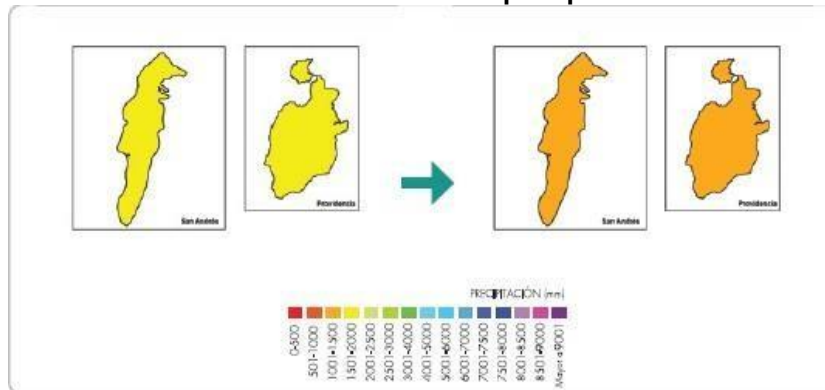 San Andrés
Providencia
San Andrés
Providencia
PRECIPITACIÓN (mm)
0-500
501-1000
1001-1500
1501-2000
2001-2500
2501-3000
3001-4000
4001-5000
5001-6000
6001-7000
7001-7500
7501-8000
8001-8500
8501-9000
Mayor a 9001